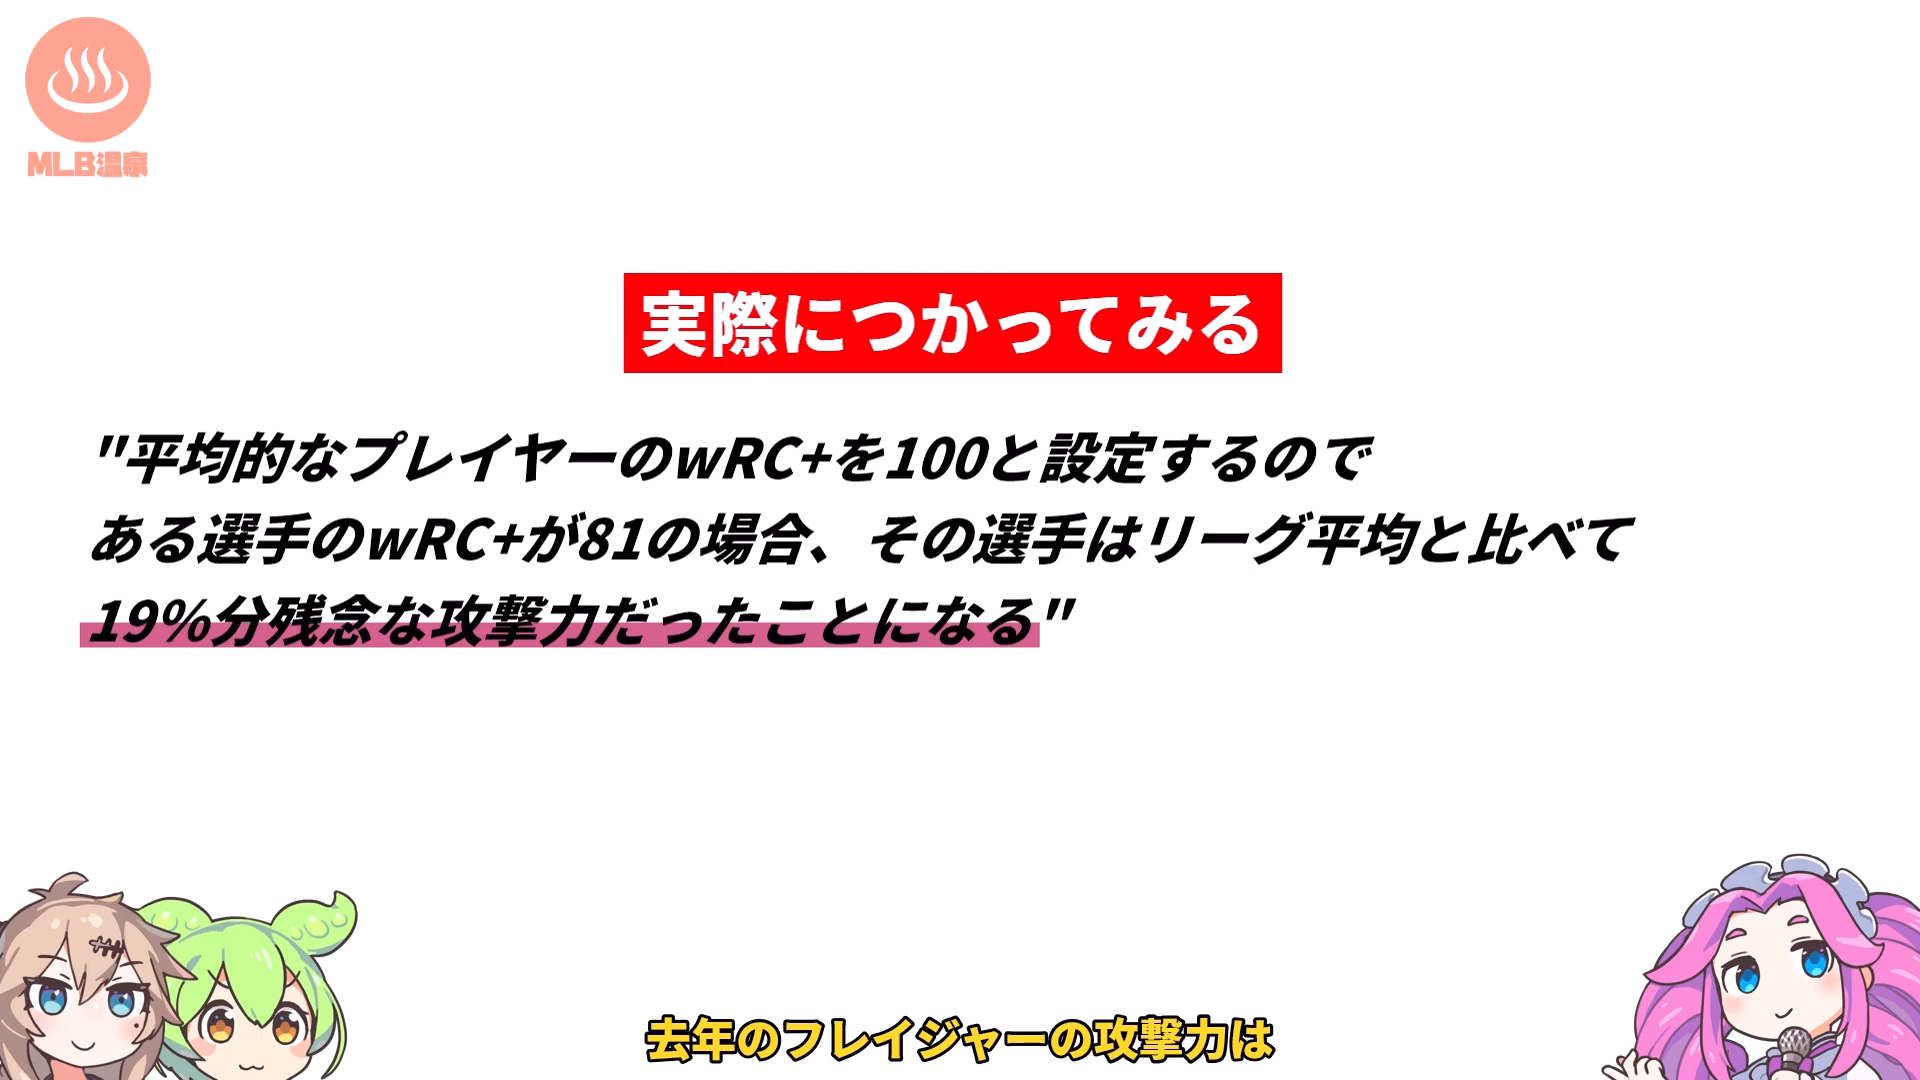 MLB温泉
実際につかってみる
"平均的なプレイヤーのwRC+を100と設定するので
ある選手のwRC+が81の場合、その選手はリーグ平均と比べて
19%分残念な攻撃力だったことになる"
去年のフレイジャーの攻撃力は